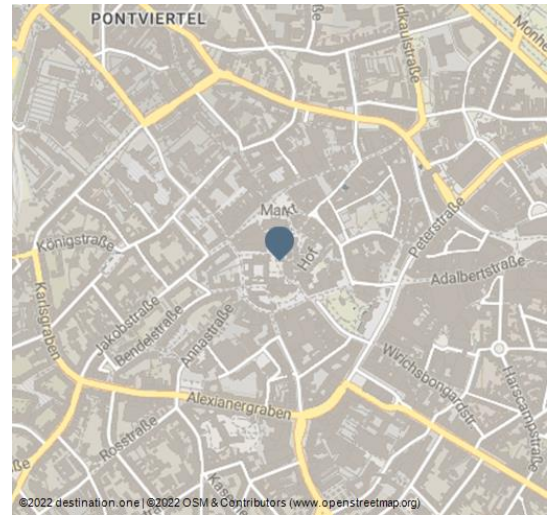 PONTVIERTEL
Markt
Hof
Peterstraße
Adalbertstraße
Königstraße
Karlsgraben
Jakobstraße
Bendelstraße
Annastraße
Wirichsbongardstr.
Harscampstraße
Alexianergraben
Rosstraße
©2022 destination.one | ©2022 OSM & Contributors (www.openstreetmap.org)